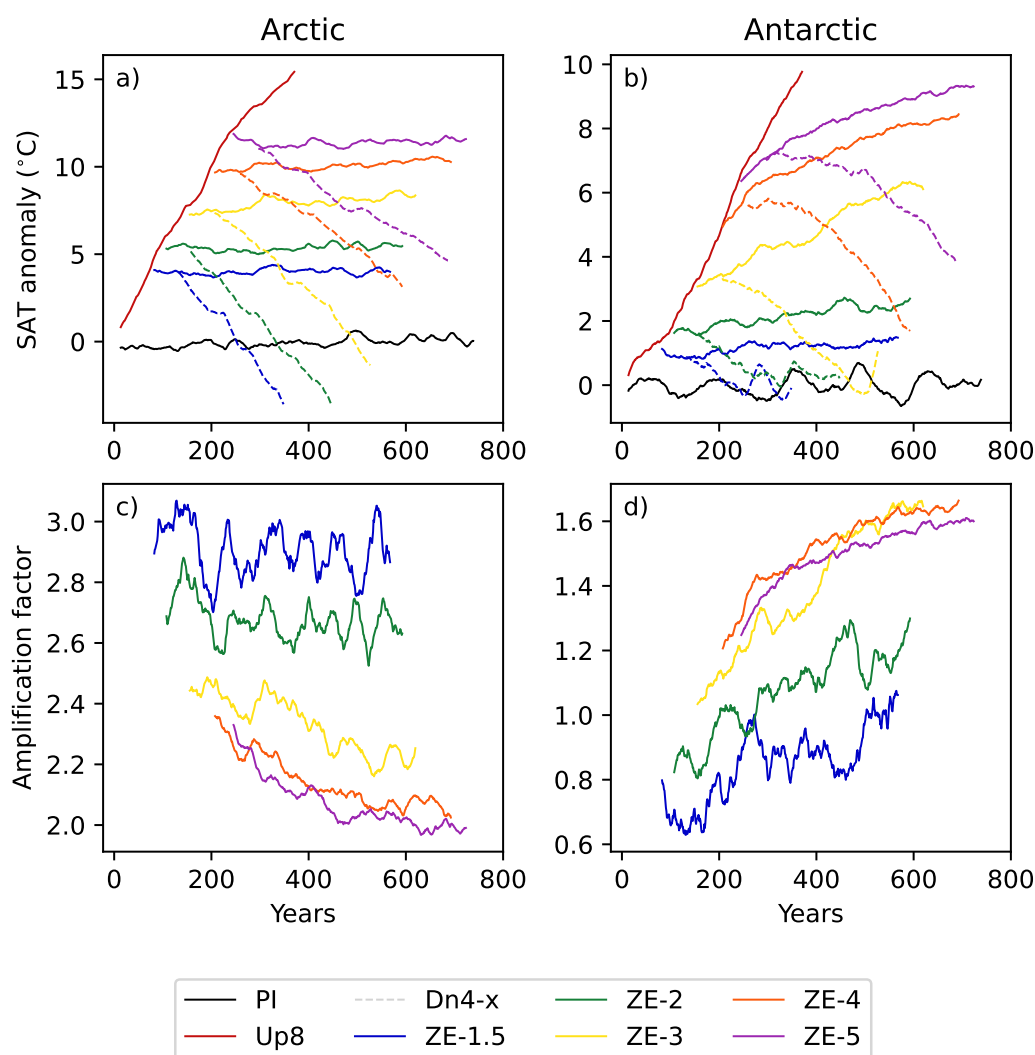 Arctic Antarctic
a) b)
SAT anomaly (°C)
15
10
5
0
10
8
6
4
2
0
0 200 400 600 800 0 200 400 600 800
c) d)
Amplification factor
3.0
2.8
2.6
2.4
2.2
2.0
1.6
1.4
1.2
1.0
0.8
0.6
0 200 400 600 800 0 200 400 600 800
Years Years
PI Dn4-x ZE-2 ZE-4
Up8 ZE-1.5 ZE-3 ZE-5